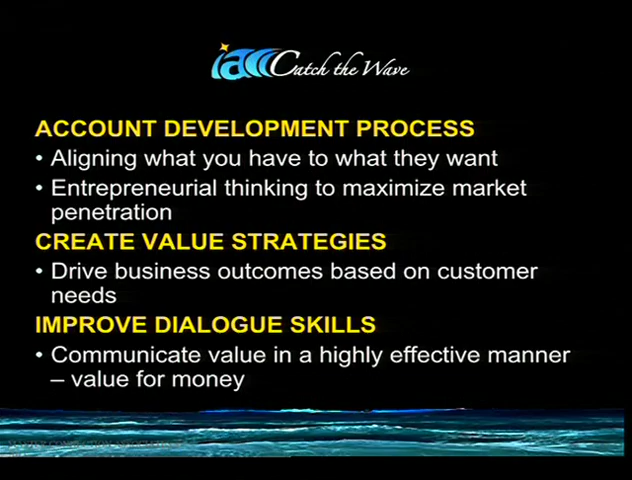 iacc Catch the Wave
ACCOUNT DEVELOPMENT PROCESS
• Aligning what you have to what they want
• Entrepreneurial thinking to maximize market
penetration
CREATE VALUE STRATEGIES
• Drive business outcomes based on customer
needs
IMPROVE DIALOGUE SKILLS
• Communicate value in a highly effective manner
– value for money